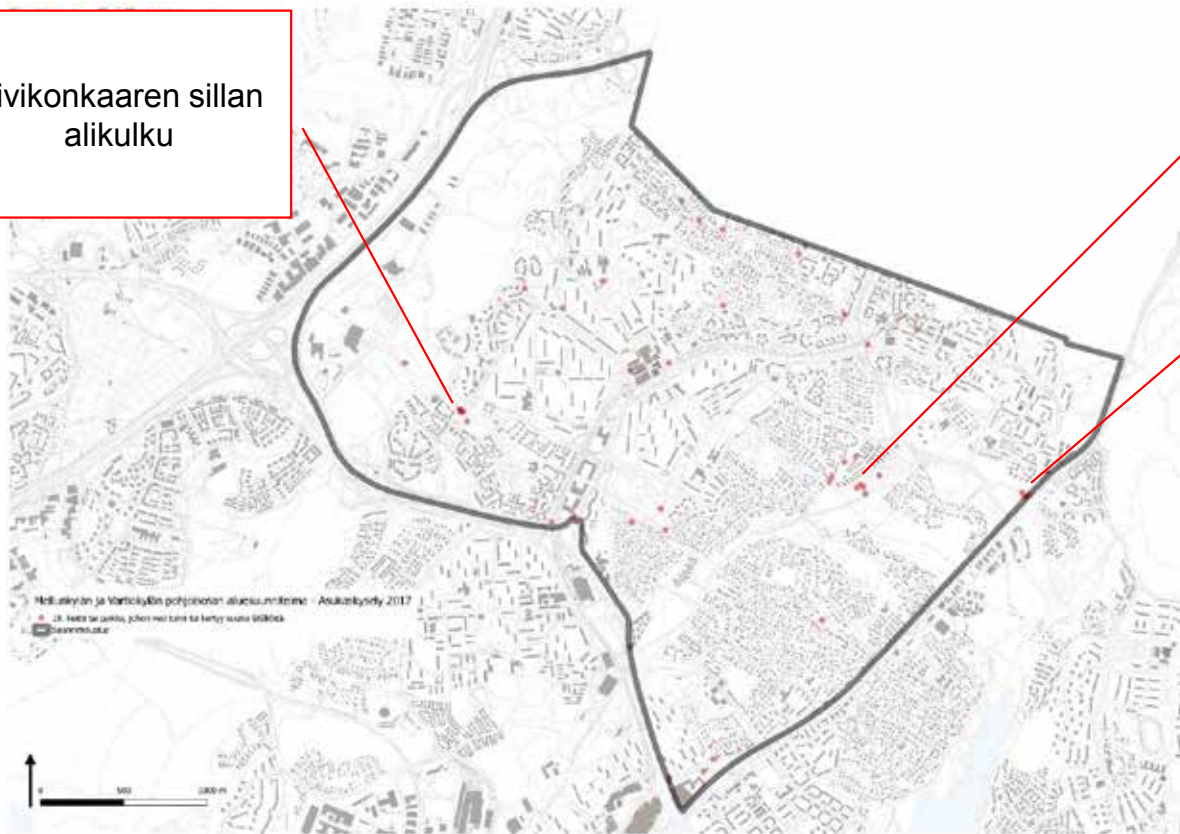 ivikonkaaren sillan
alikulku
Mellunkylän ja Vartiokylän pohjoisosan aluesuunnitelma - Asukaskysely 2017
0 500 1000 m